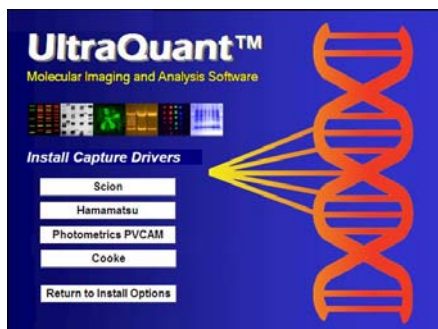 UltraQuant™
Molecular Imaging and Analysis Software
Install Capture Drivers
Scion
Hamamatsu
Photometrics PVCAM
Cooke
Return to Install Options